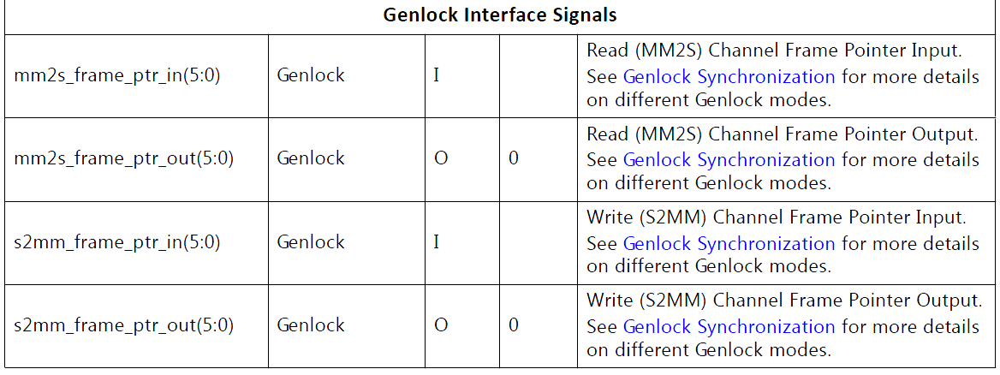 Genlock Interface Signals
mm2s_frame_ptr_in(5:0) Genlock I Read (MM2S) Channel Frame Pointer Input.
See Genlock Synchronization for more details
on different Genlock modes.
mm2s_frame_ptr_out(5:0) Genlock O 0 Read (MM2S) Channel Frame Pointer Output.
See Genlock Synchronization for more details
on different Genlock modes.
s2mm_frame_ptr_in(5:0) Genlock I Write (S2MM) Channel Frame Pointer Input.
See Genlock Synchronization for more details
on different Genlock modes.
s2mm_frame_ptr_out(5:0) Genlock O 0 Write (S2MM) Channel Frame Pointer Output.
See Genlock Synchronization for more details
on different Genlock modes.